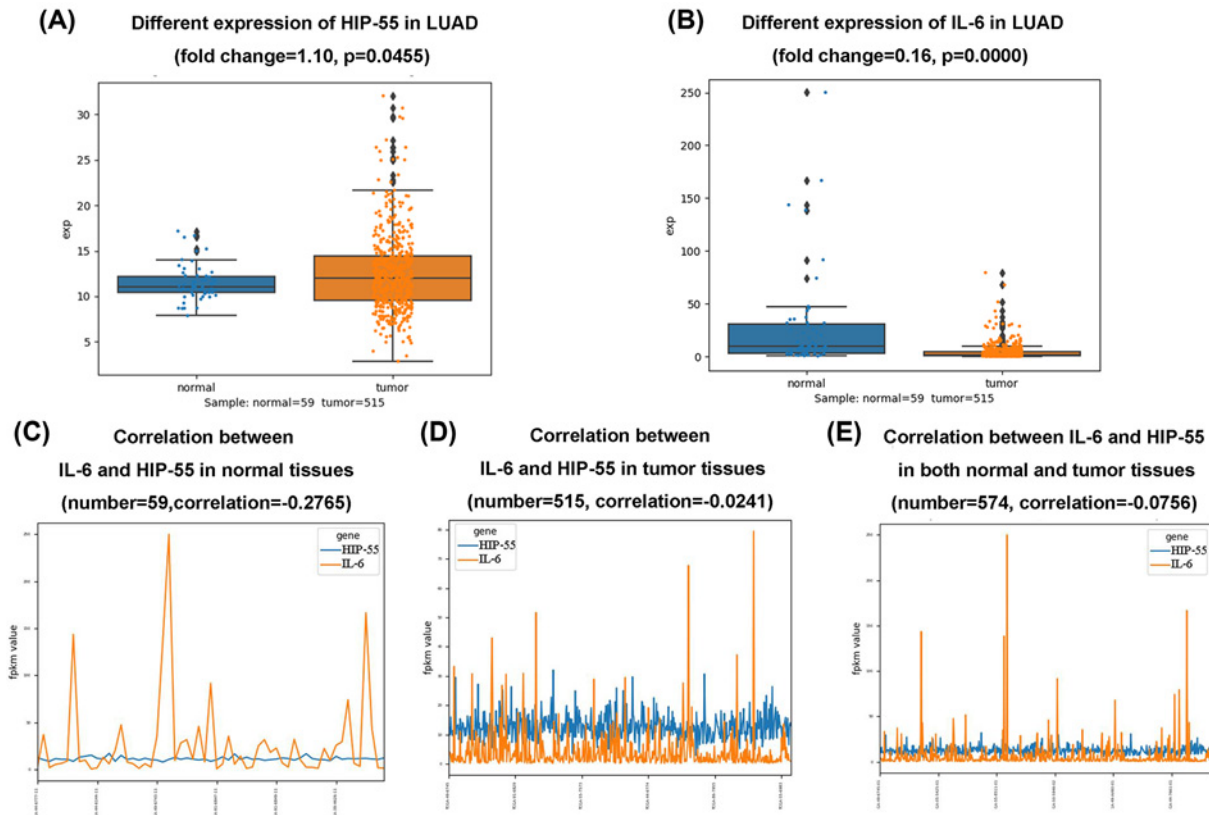 (A)
Different expression of HIP-55 in LUAD
(fold change=1.10, p=0.0455)
30
25
20
15
10
5
exp
normal
tumor
Sample: normal=59 tumor=515
(B)
Different expression of IL-6 in LUAD
(fold change=0.16, p=0.0000)
250
200
150
100
50
0
exp
normal
tumor
Sample: normal=59 tumor=515
(C)
Correlation between
IL-6 and HIP-55 in normal tissues
(number=59,correlation=-0.2765)
gene
HIP-55
IL-6
fpkm value
(D)
Correlation between
IL-6 and HIP-55 in tumor tissues
(number=515, correlation=-0.0241)
gene
HIP-55
IL-6
fpkm value
(E)
Correlation between IL-6 and HIP-55
in both normal and tumor tissues
(number=574, correlation=-0.0756)
gene
HIP-55
IL-6
fpkm value